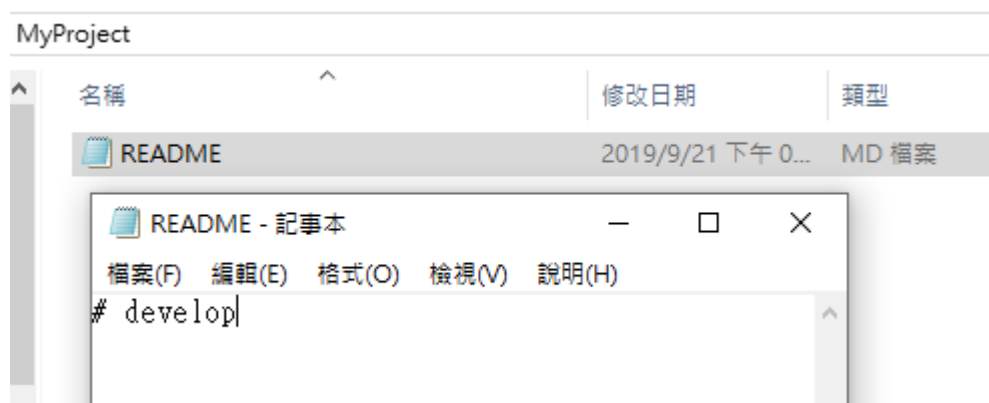 MyProject
名稱 修改日期 類型
README 2019/9/21 下午 0... MD 檔案
README - 記事本
檔案(F) 編輯(E) 格式(O) 檢視(V) 說明(H)
# develop